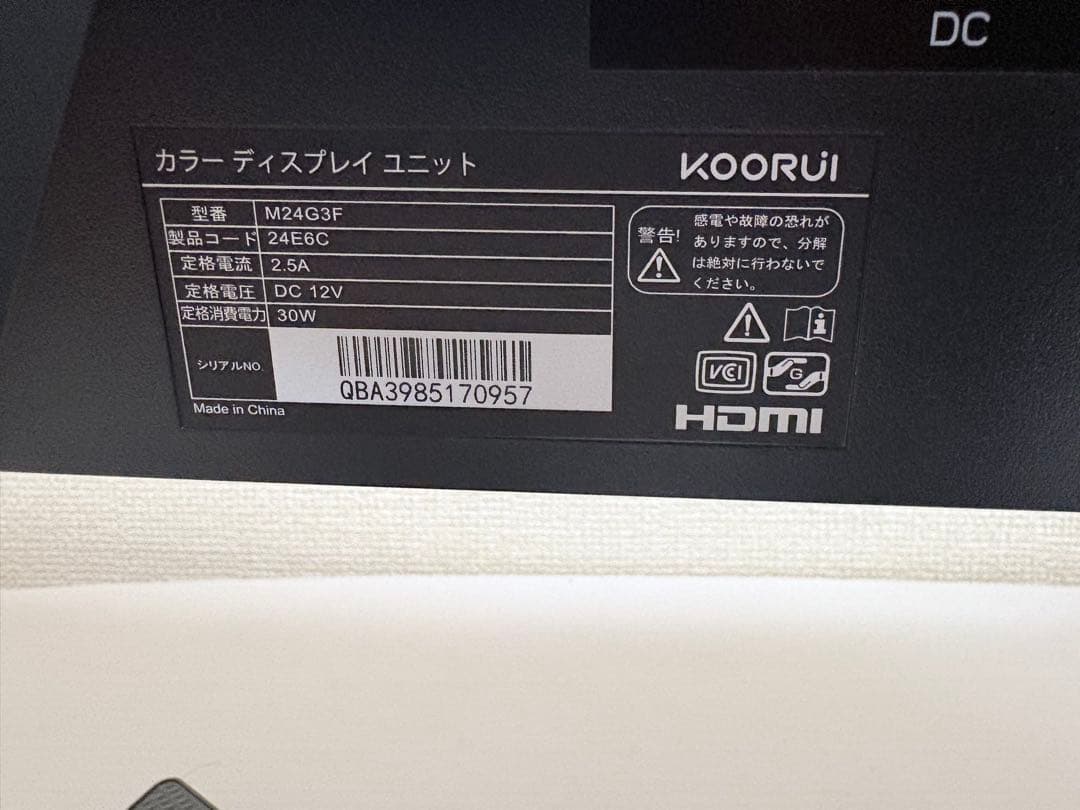 DC
カラー ディスプレイ ユニット
KOORUI
型番 M24G3F
製品コード 24E6C
定格電流 2.5A
定格電圧 DC 12V
定格消費電力 30W
シリアルNO.
QBA3985170957
Made in China
警告!
感電や故障の恐れが
ありますので、分解
は絶対に行わないで
ください。
VCCI
G
HDMI